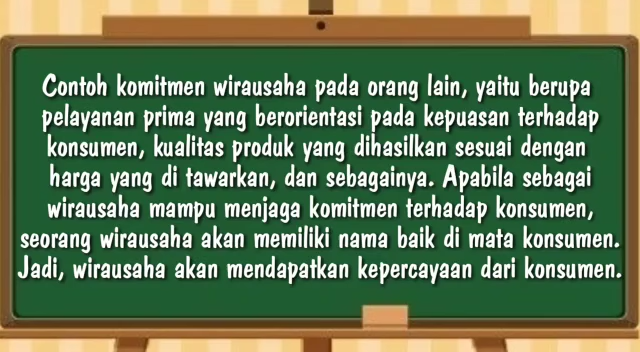 Contoh komitmen wirausaha pada orang lain, yaitu berupa
pelayanan prima yang berorientasi pada kepuasan terhadap
konsumen, kualitas produk yang dihasilkan sesuai dengan
harga yang di tawarkan, dan sebagainya. Apabila sebagai
wirausaha mampu menjaga komitmen terhadap konsumen,
seorang wirausaha akan memiliki nama baik di mata konsumen.
Jadi, wirausaha akan mendapatkan kepercayaan dari konsumen.